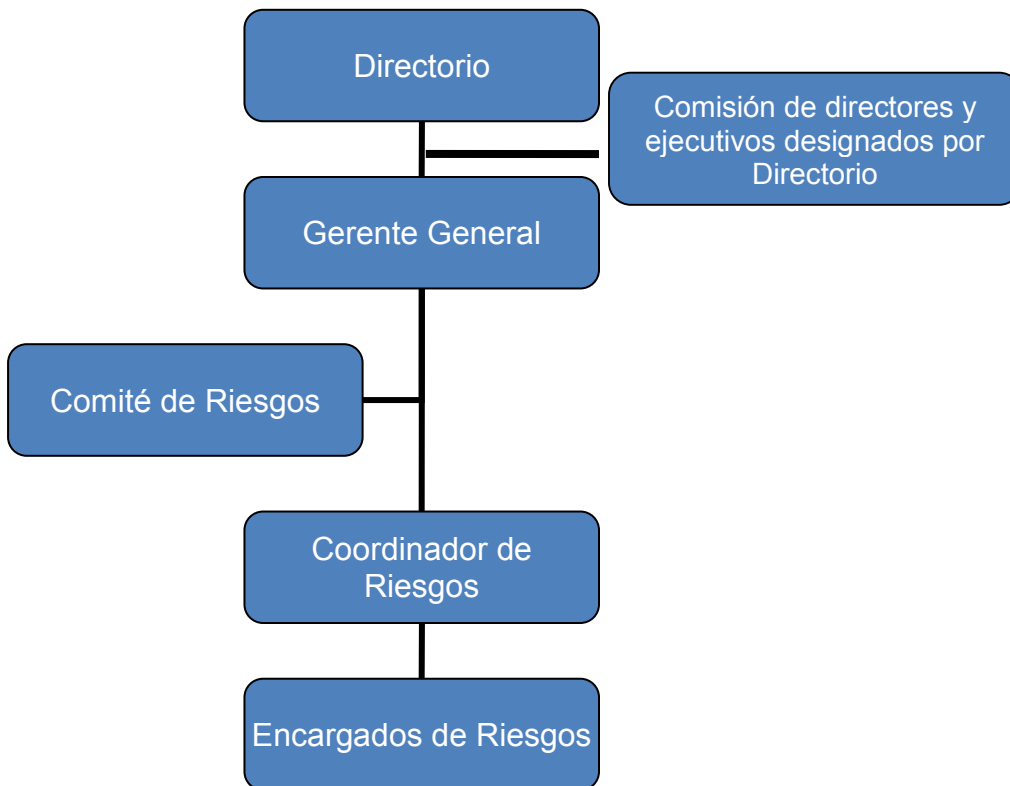 Directorio
Comisión de directores y
ejecutivos designados por
Directorio
Gerente General
Comité de Riesgos
Coordinador de
Riesgos
Encargados de Riesgos